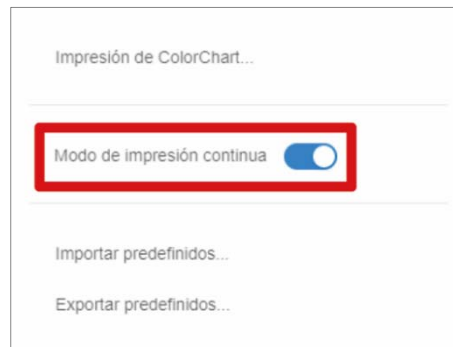 Impresión de ColorChart...
Modo de impresión continua
Importar predefinidos...
Exportar predefinidos...